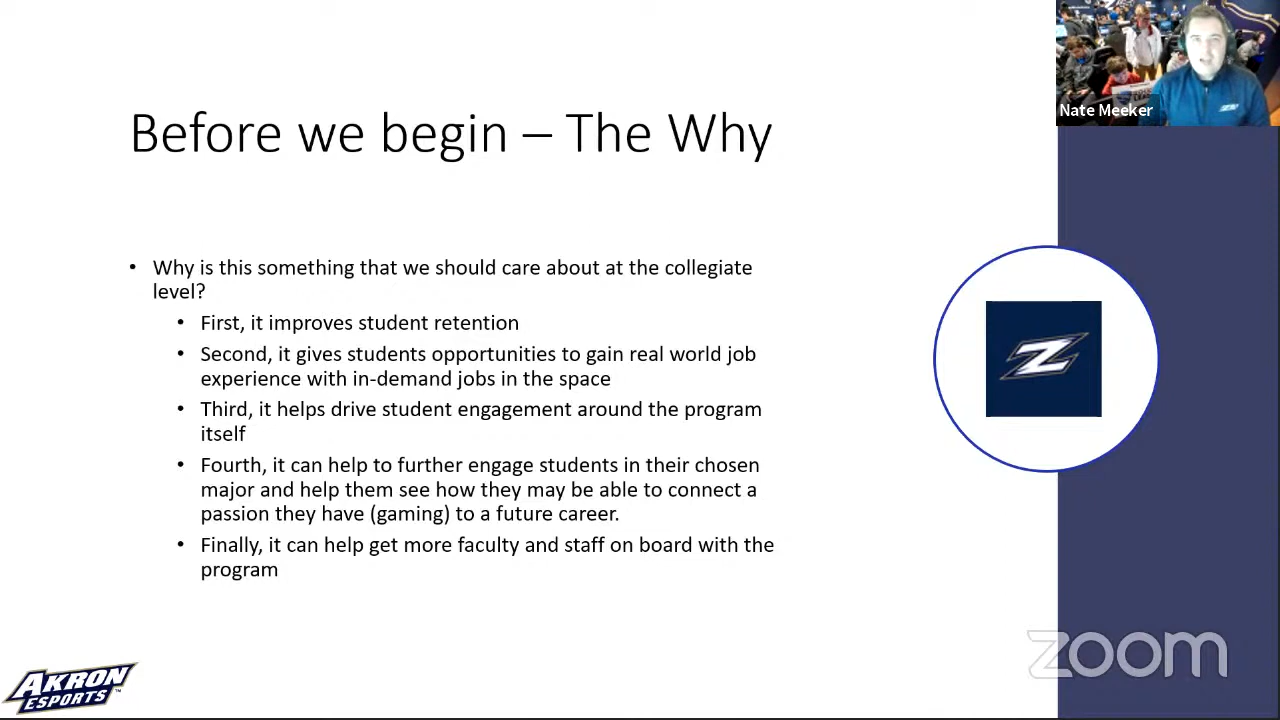 Before we begin – The Why
Nate Meeker
• Why is this something that we should care about at the collegiate
level?
• First, it improves student retention
• Second, it gives students opportunities to gain real world job
experience with in-demand jobs in the space
• Third, it helps drive student engagement around the program
itself
• Fourth, it can help to further engage students in their chosen
major and help them see how they may be able to connect a
passion they have (gaming) to a future career.
• Finally, it can help get more faculty and staff on board with the
program
Z
zoom
AKRON
ESPORTS™